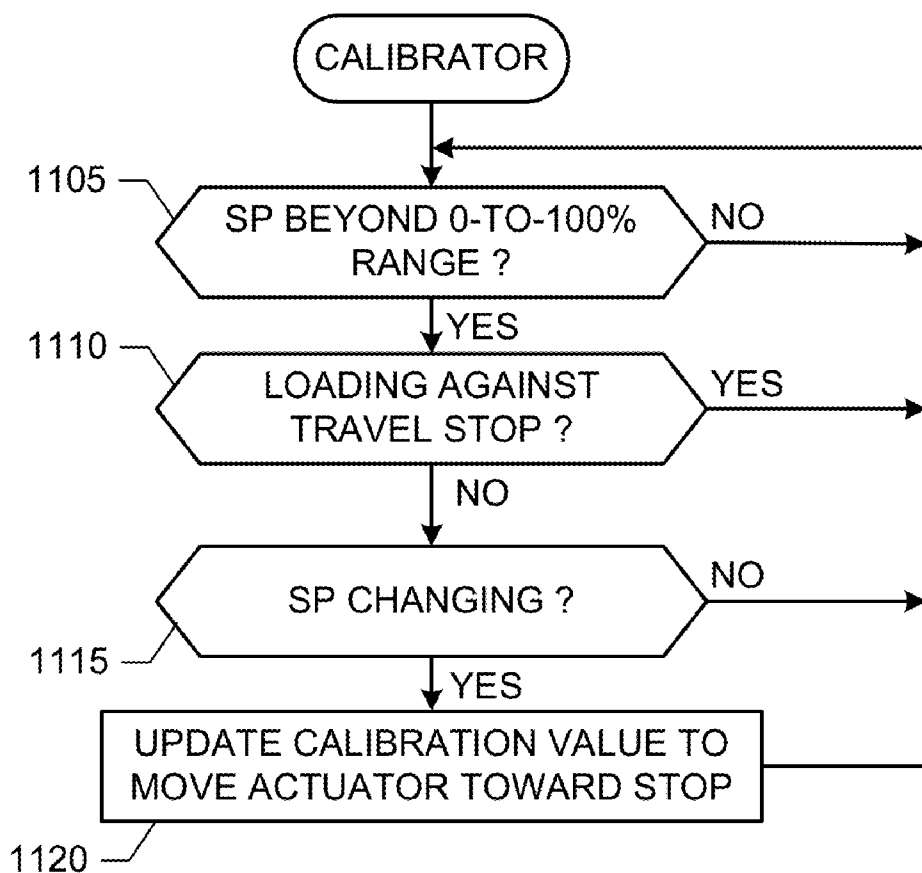 CALIBRATOR
1105
SP BEYOND 0-TO-100%
RANGE ?
NO
YES
1110
LOADING AGAINST
TRAVEL STOP ?
YES
NO
SP CHANGING ?
NO
1115
YES
UPDATE CALIBRATION VALUE TO
MOVE ACTUATOR TOWARD STOP
1120